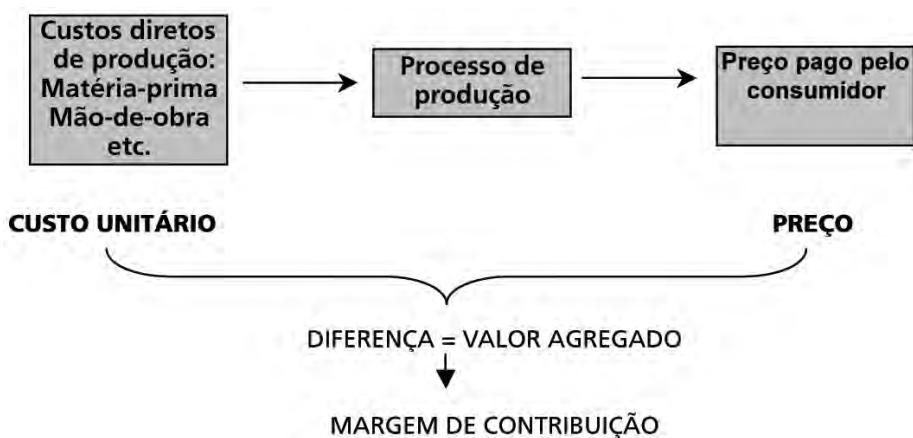 Custos diretos
de produção:
Matéria-prima
Mão-de-obra
etc.
Processo de
produção
Preço pago pelo
consumidor
CUSTO UNITÁRIO
PREÇO
DIFERENÇA = VALOR AGREGADO
MARGEM DE CONTRIBUIÇÃO